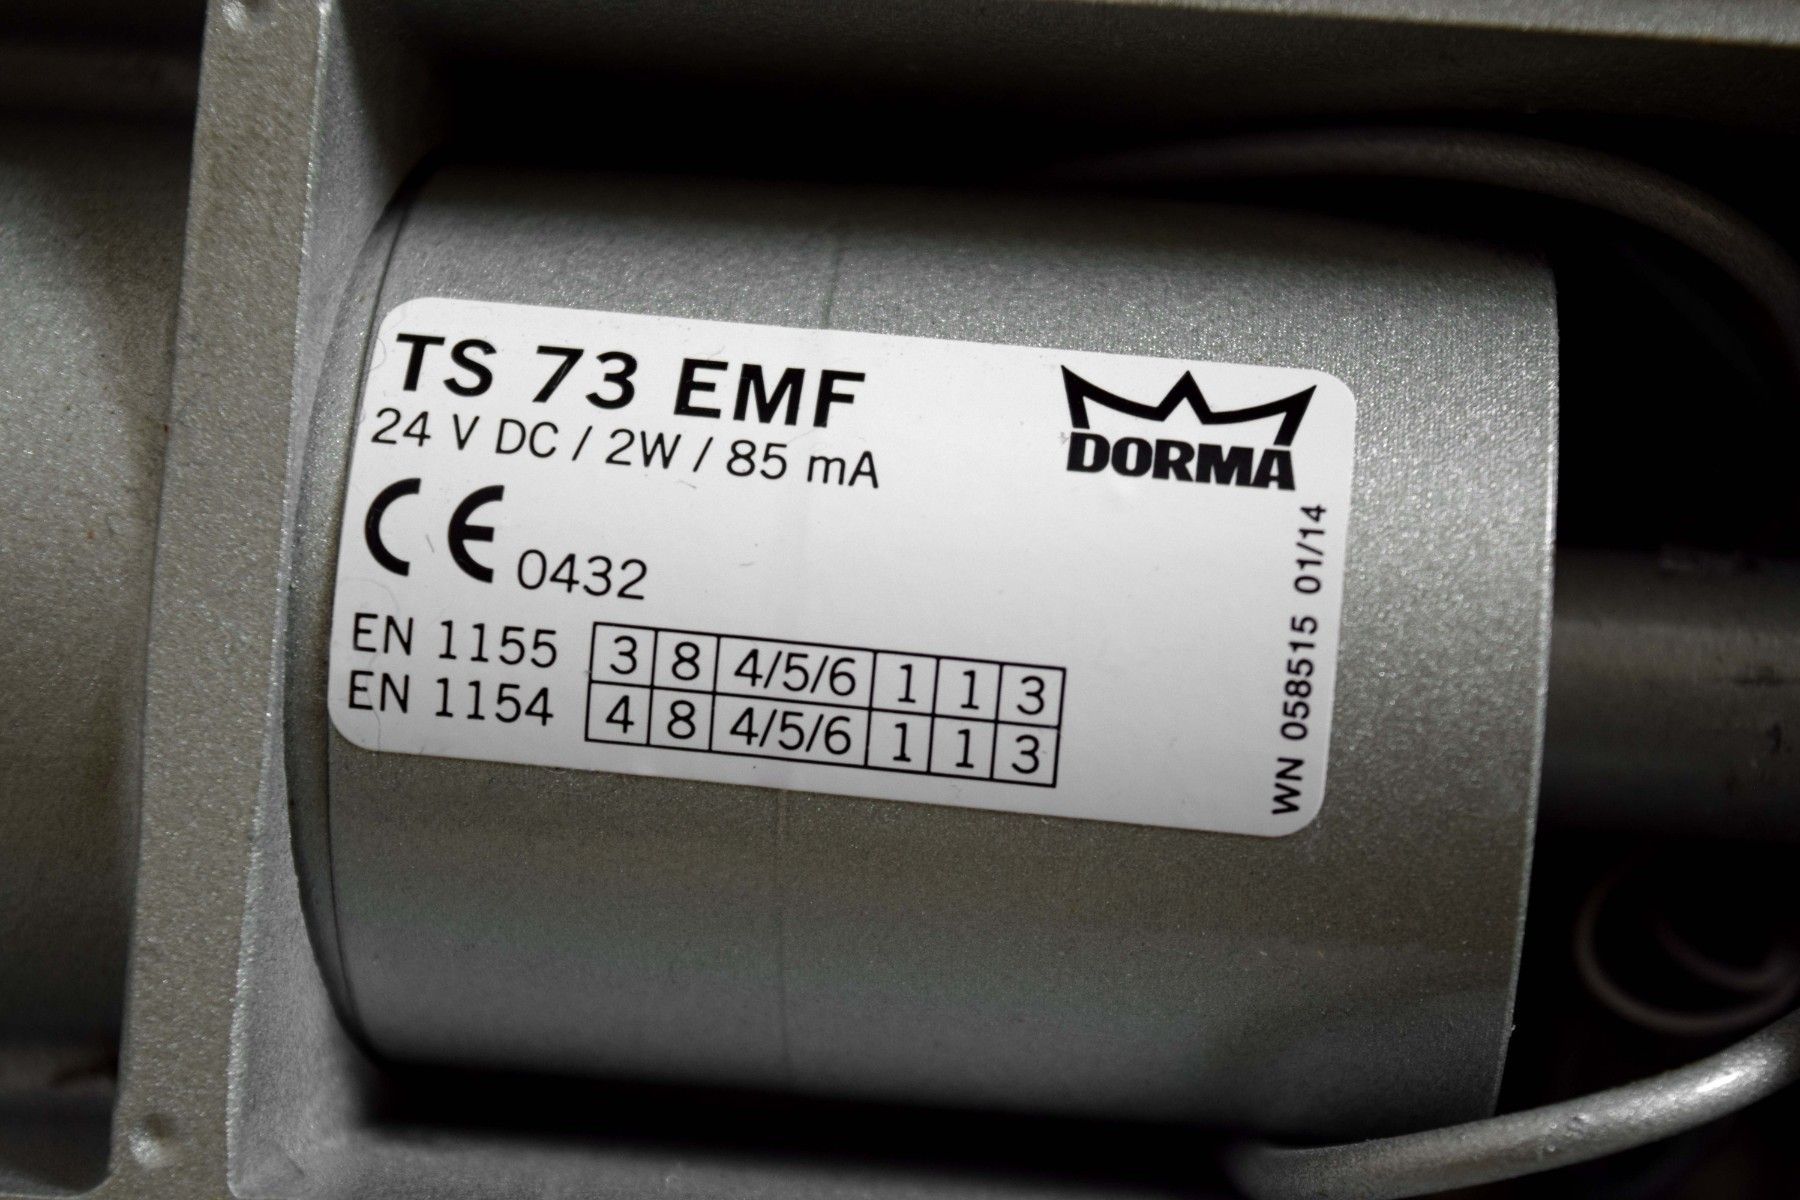 TS 73 EMF
24 V DC / 2W / 85 mA
CE 0432
EN 1155 3 8 4/5/6 1 1 3
EN 1154 4 8 4/5/6 1 1 3
DORMA
WN 058515 01/14